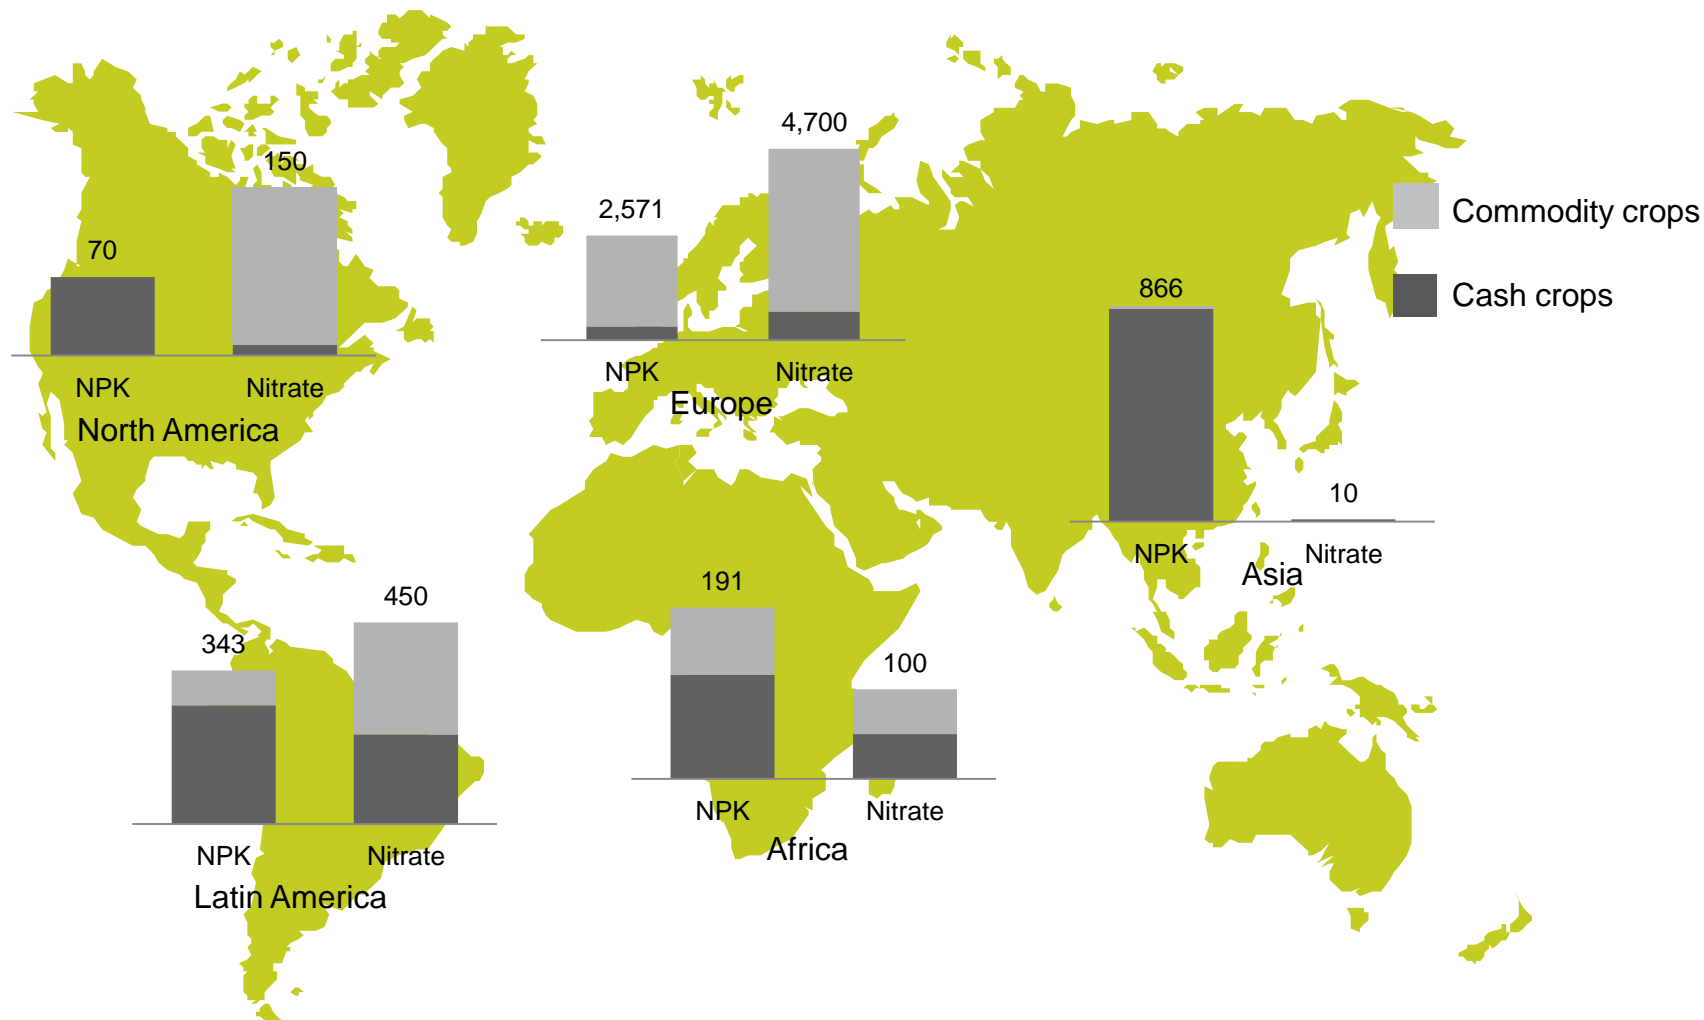 4,700
150
2,571
Commodity crops
70
866
Cash crops
NPK
Nitrate
NPK
Nitrate
Europe
North America
10
NPK
Nitrate
Asia
191
450
343
100
NPK
Nitrate
Africa
NPK
Nitrate
Latin America